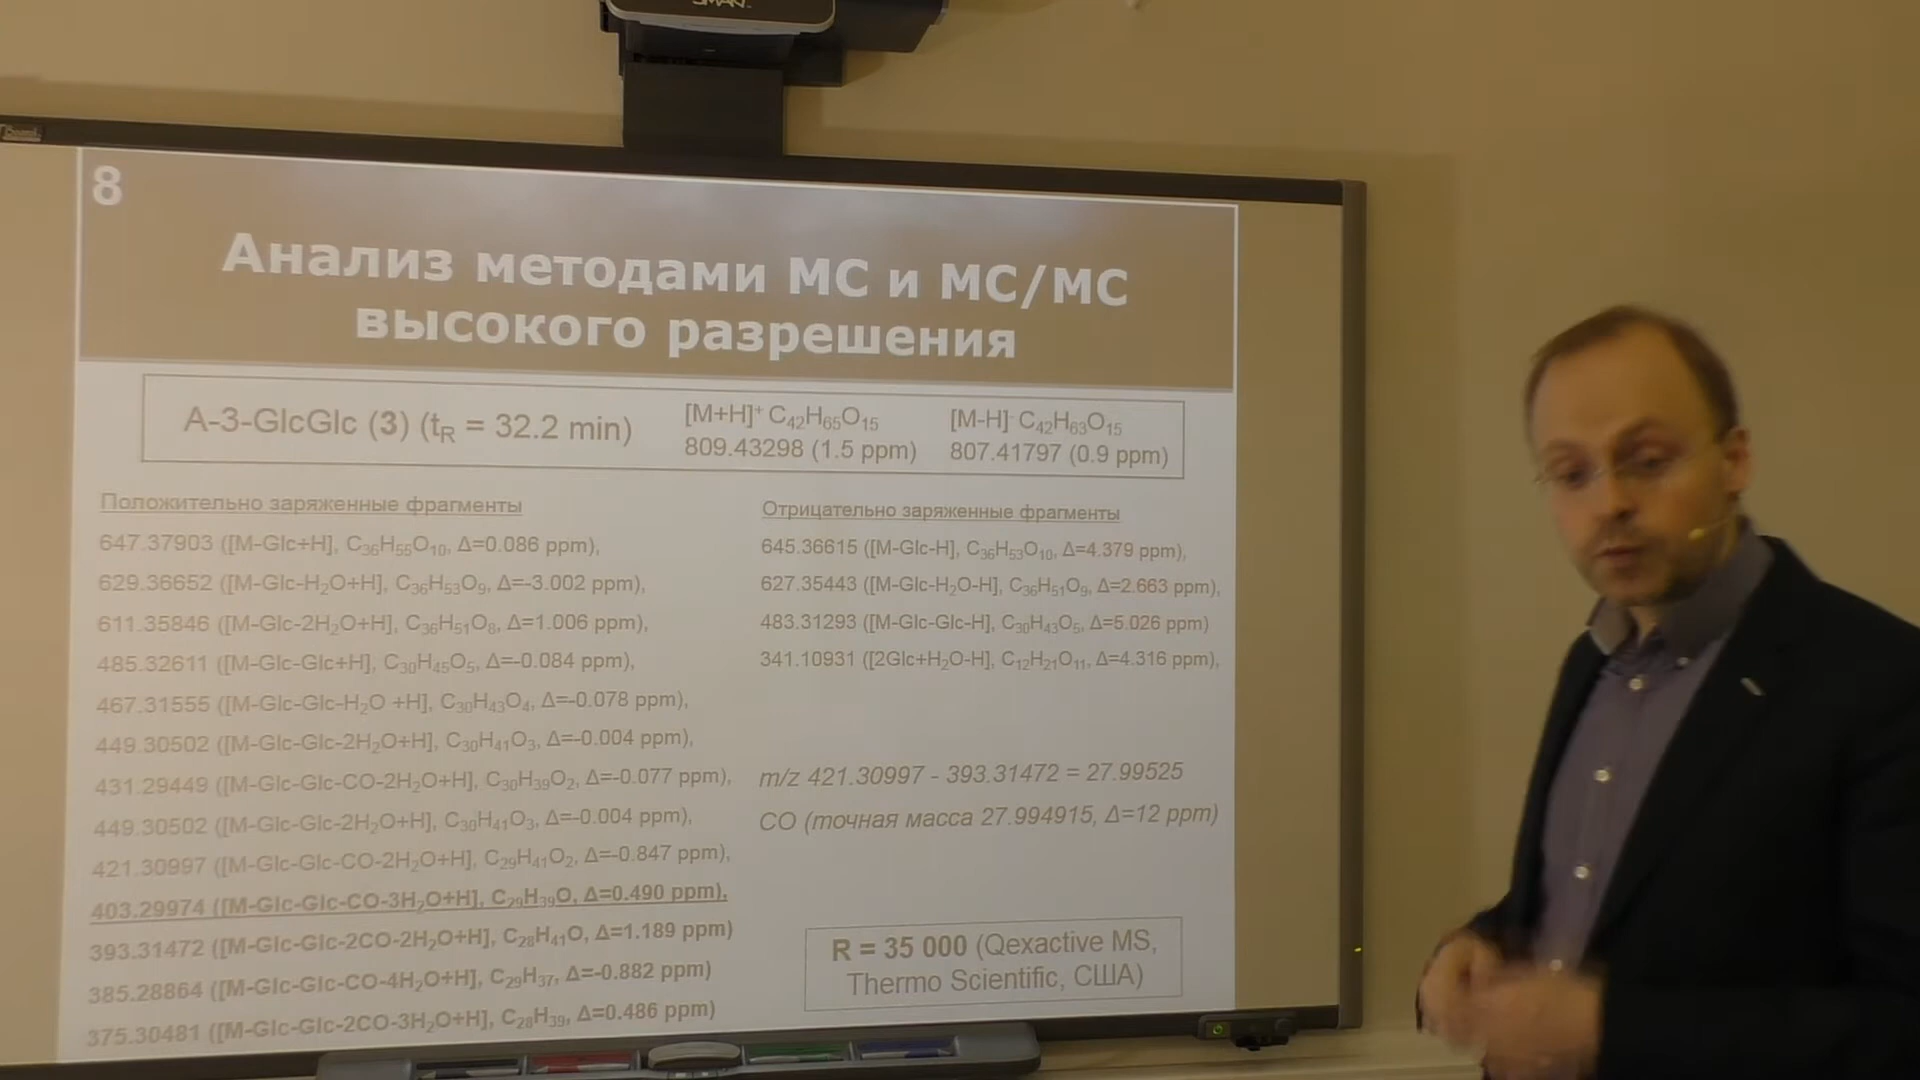 SMART
8
Анализ методами МС и МС/МС
высокого разрешения
A-3-GlcGlc (3) (tR = 32.2 min)
[M+H]+ C42H65O15
809.43298 (1.5 ppm)
[M-H]- C42H63O15
807.41797 (0.9 ppm)
Положительно заряженные фрагменты
647.37903 ([M-Glc+H], C36H55O10, Δ=0.086 ppm),
629.36652 ([M-Glc-H2O+H], C36H53O9, Δ=-3.002 ppm),
611.35846 ([M-Glc-2H2O+H], C36H51O8, Δ=1.006 ppm),
485.32611 ([M-Glc-Glc+H], C30H45O5, Δ=-0.084 ppm),
467.31555 ([M-Glc-Glc-H2O +H], C30H43O4, Δ=-0.078 ppm),
449.30502 ([M-Glc-Glc-2H2O+H], C30H41O3, Δ=-0.004 ppm),
431.29449 ([M-Glc-Glc-CO-2H2O+H], C30H39O2, Δ=-0.077 ppm),
449.30502 ([M-Glc-Glc-2H2O+H], C30H41O3, Δ=-0.004 ppm),
421.30997 ([M-Glc-Glc-CO-2H2O+H], C29H41O2, Δ=-0.847 ppm),
403.29974 ([M-Glc-Glc-CO-3H2O+H], C29H39O, Δ=0.490 ppm),
393.31472 ([M-Glc-Glc-2CO-2H2O+H], C28H41O, Δ=1.189 ppm)
385.28864 ([M-Glc-Glc-CO-4H2O+H], C29H37, Δ=-0.882 ppm)
375.30481 ([M-Glc-Glc-2CO-3H2O+H], C28H39, Δ=0.486 ppm)
Отрицательно заряженные фрагменты
645.36615 ([M-Glc-H], C36H53O10, Δ=4.379 ppm),
627.35443 ([M-Glc-H2O-H], C36H51O9, Δ=2.663 ppm),
483.31293 ([M-Glc-Glc-H], C30H43O5, Δ=5.026 ppm)
341.10931 ([2Glc+H2O-H], C12H21O11, Δ=4.316 ppm),
m/z 421.30997 - 393.31472 = 27.99525
CO (точная масса 27.994915, Δ=12 ppm)
R = 35 000 (Qexactive MS,
Thermo Scientific, США)